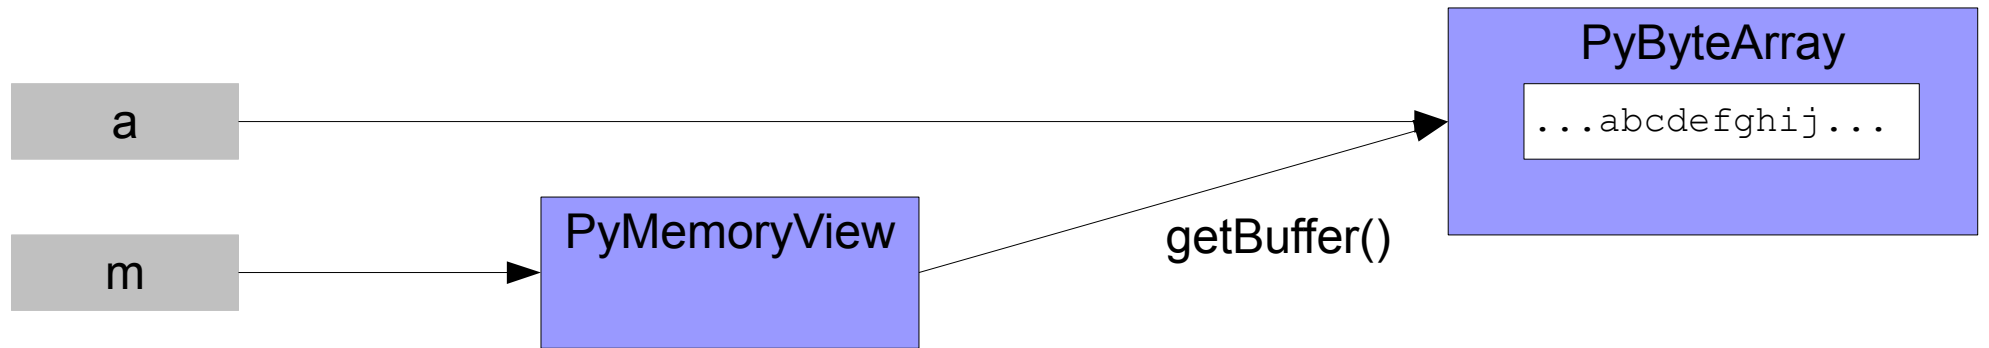 PyByteArray
a
...abcdefghij...
PyMemoryView
getBuffer()
m